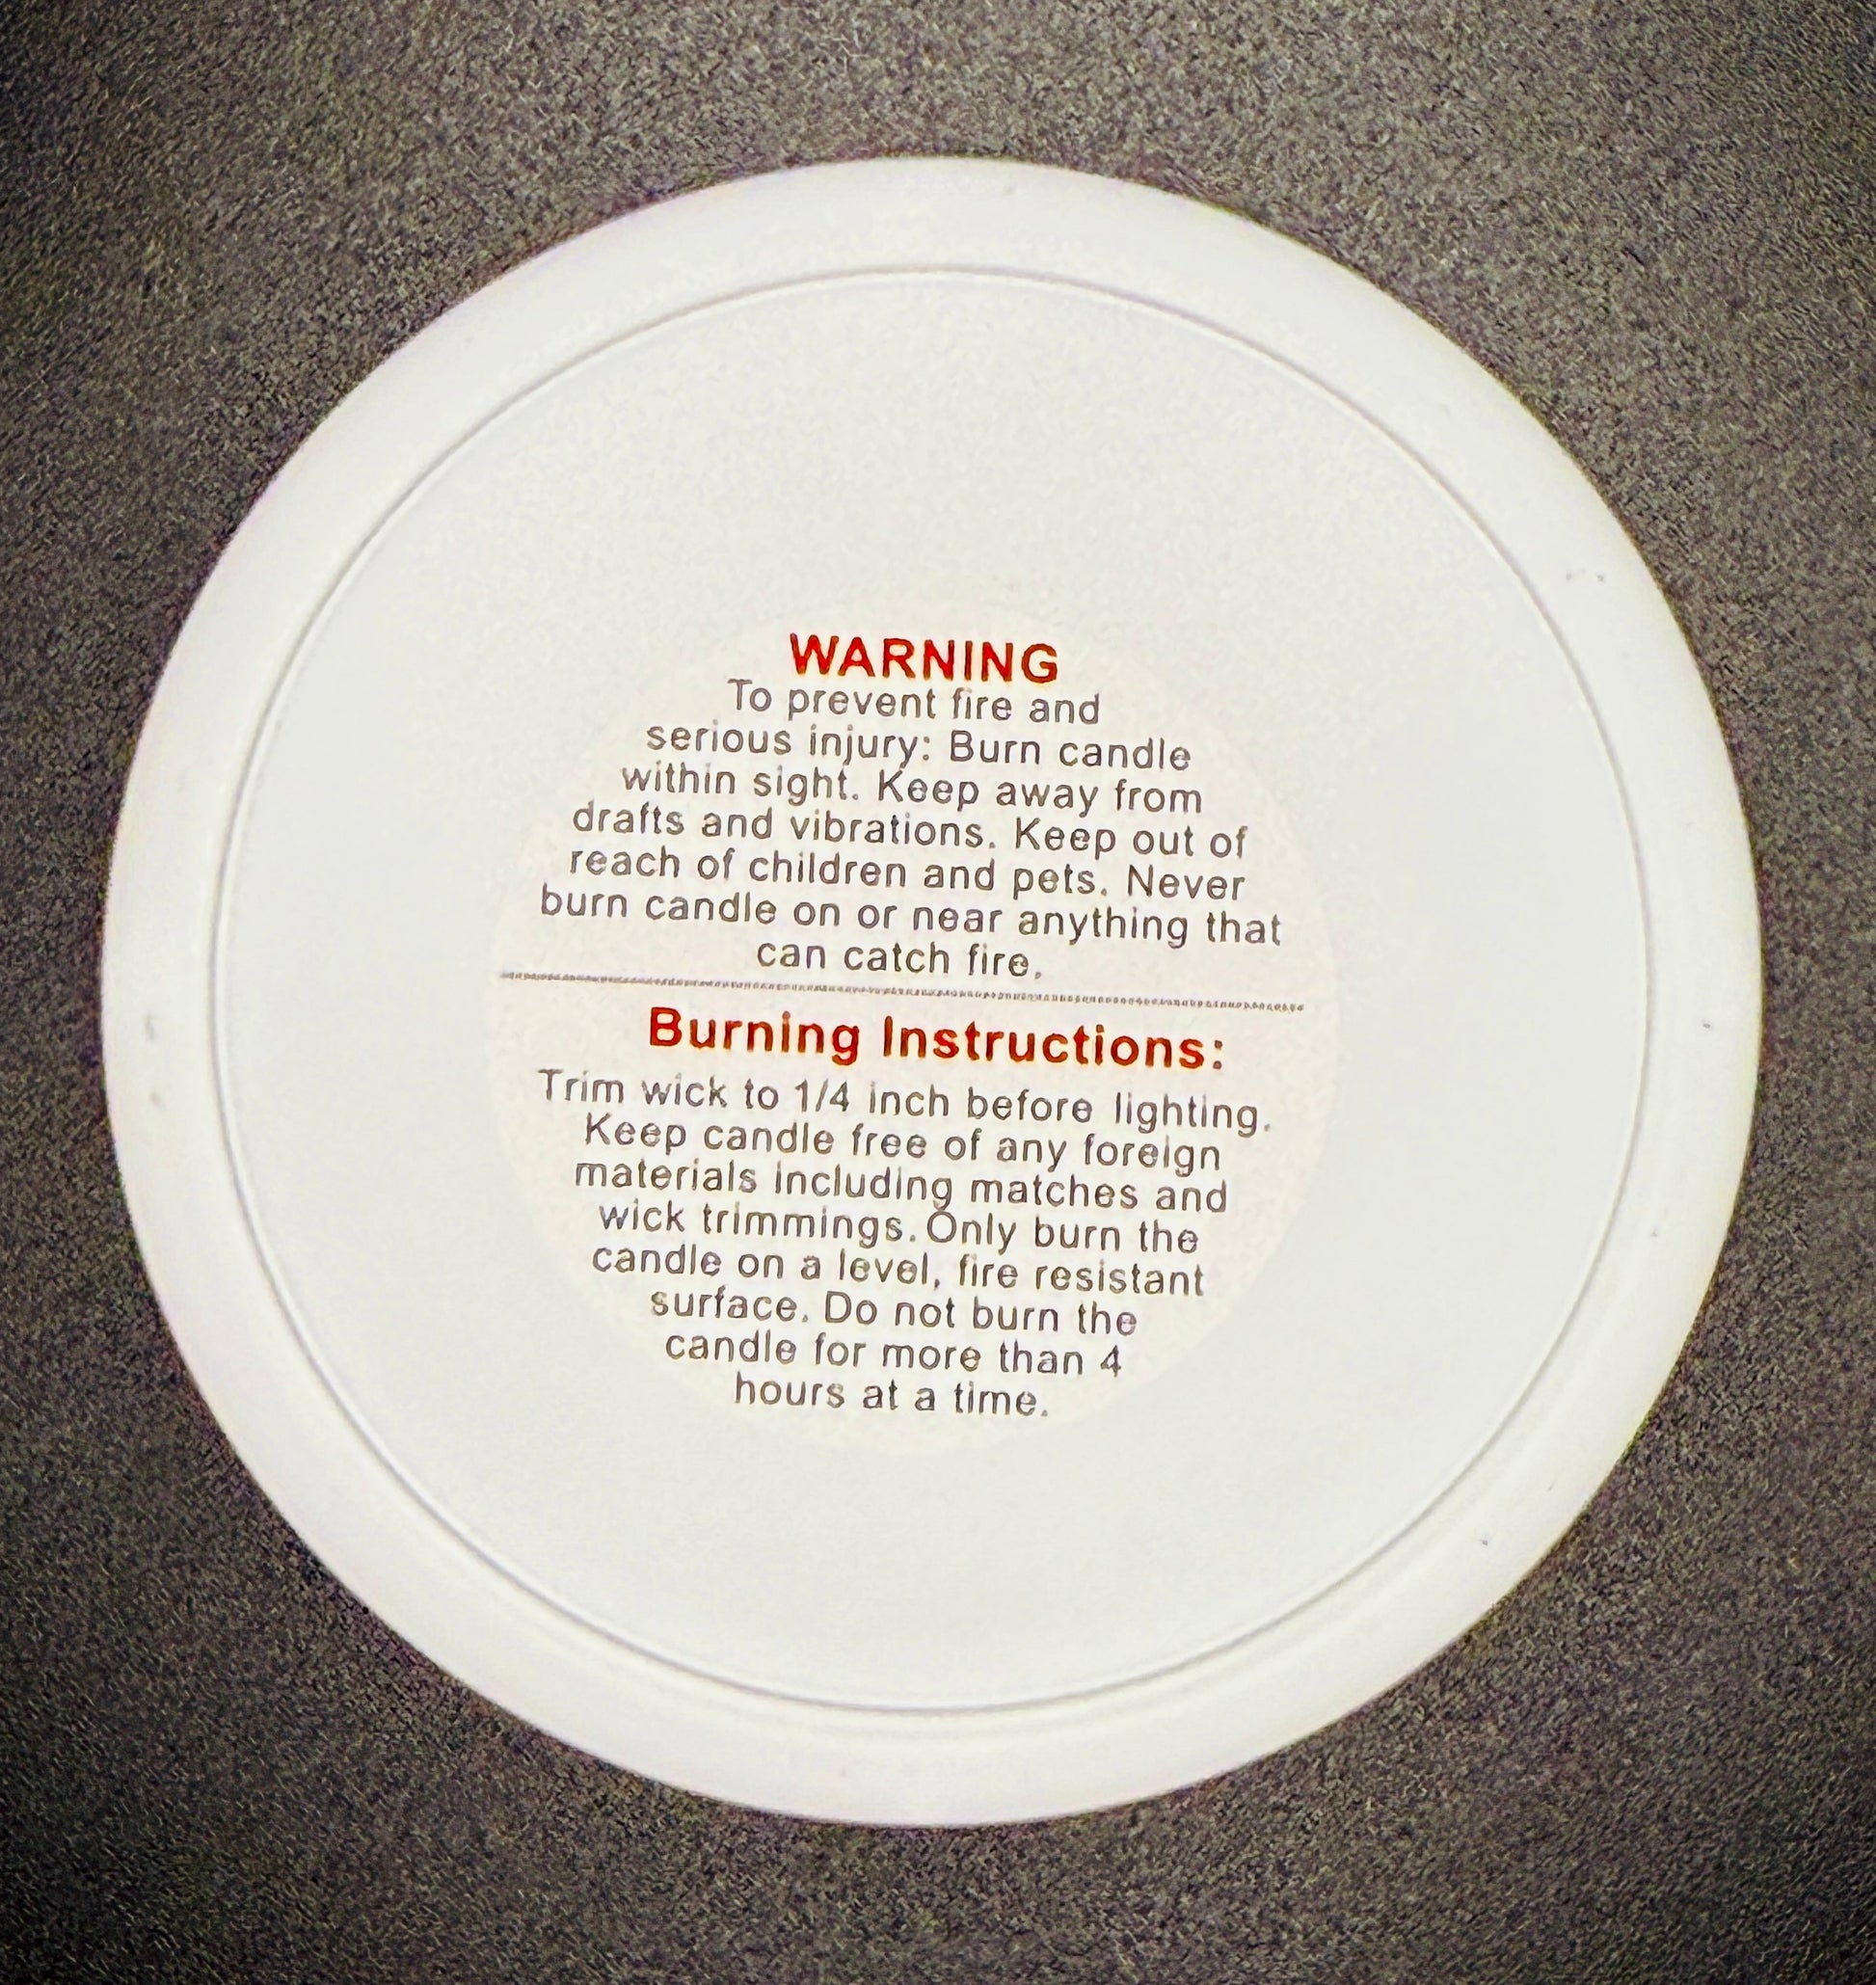 WARNING
To prevent fire and
serious injury: Burn candle
within sight. Keep away from
drafts and vibrations. Keep out of
reach of children and pets. Never
burn candle on or near anything that
can catch fire.
Burning Instructions:
Trim wick to 1/4 inch before lighting.
Keep candle free of any foreign
materials including matches and
wick trimmings. Only burn the
candle on a level, fire resistant
surface. Do not burn the
candle for more than 4
hours at a time.